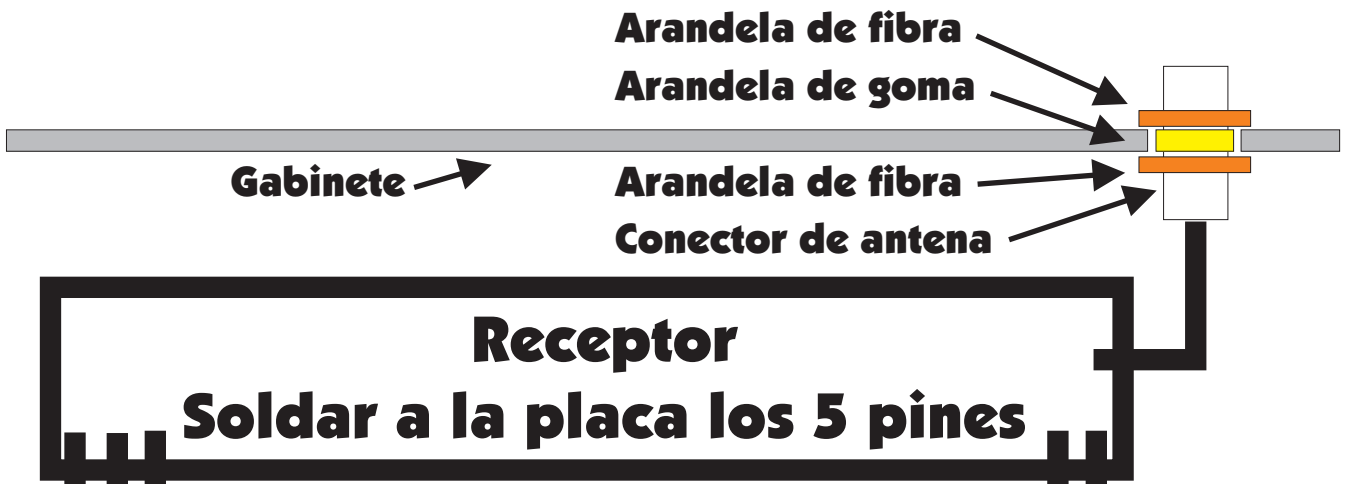 Arandela de fibra
Arandela de goma
Gabinete
Arandela de fibra
Conector de antena
Receptor
Soldar a la placa los 5 pines